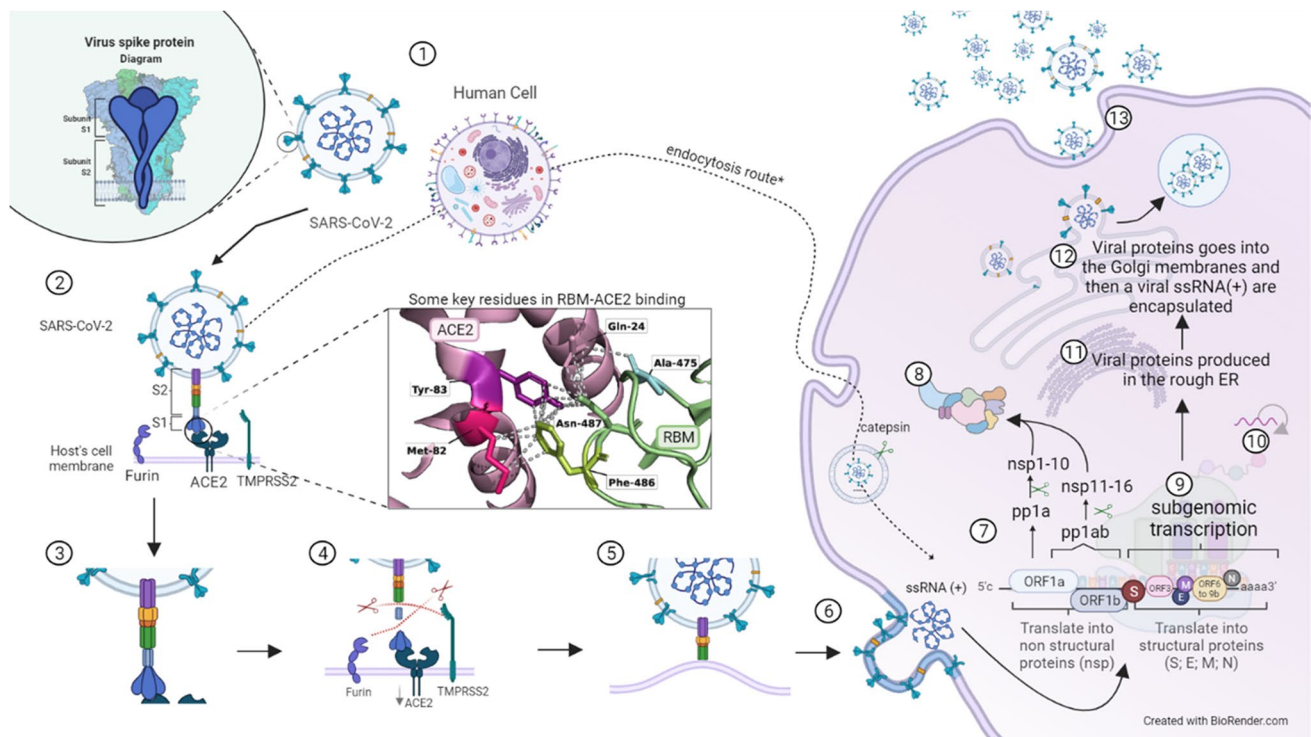 Virus spike protein
Diagram
Subunit
S1
Subunit
S2
1
Human Cell
SARS-CoV-2
endocytosis route*
2
SARS-CoV-2
S2
S1
Host's cell
membrane
Furin
ACE2
TMPRSS2
Some key residues in RBM-ACE2 binding
ACE2
Gln-24
Ala-475
Tyr-83
Asn-487
RBM
Met-82
Phe-486
3
4
Furin
ACE2
TMPRSS2
5
6
ssRNA (+)
catepsin
13
12
Viral proteins goes into
the Golgi membranes and
then a viral ssRNA(+) are
encapsulated
11
Viral proteins produced
in the rough ER
8
10
nsp1-10
nsp11-16
pp1a
pp1ab
7
9
subgenomic
transcription
5'c
ORF1a
ORF1b
S
ORF3
M
E
ORF6
to 9b
N
aaaa3'
Translate into
non structural
proteins (nsp)
Translate into
structural proteins
(S; E; M; N)
Created with BioRender.com